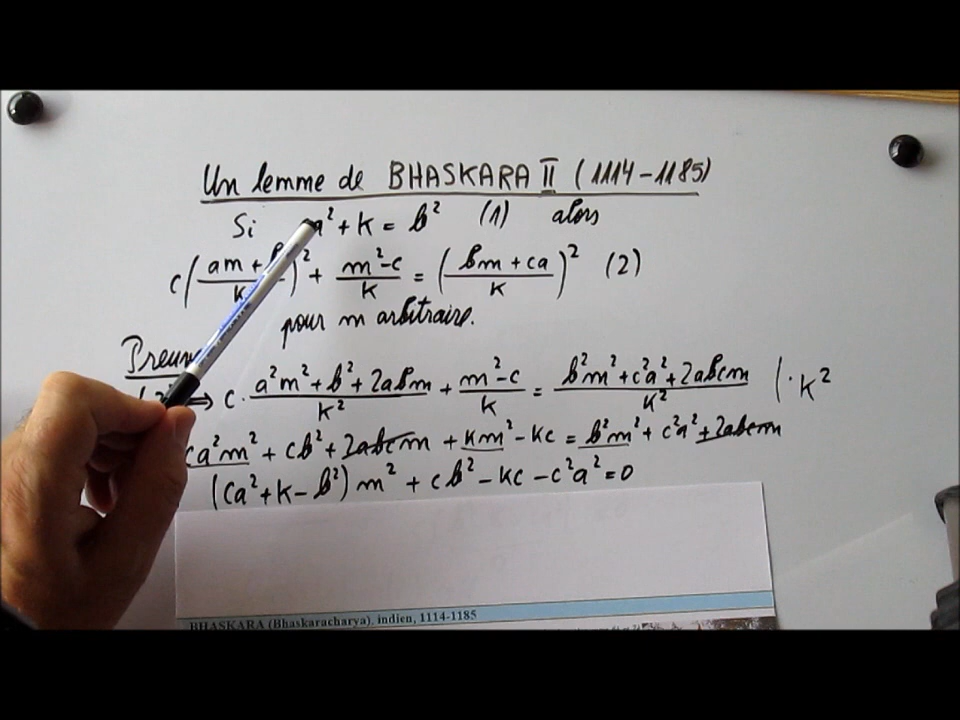 Un lemme de BHASKARA II (1114-1185)
Si a² + k = b² (1) alors
c(am + b/k)² + m²-c/k = (bm + ca/k)² (2)
pour m arbitraire.
Preuv
⇒ c · a²m² + b² + 2abm/k² + m²-c/k = b²m² + c²a² + 2abcm/k² | · k²
ca²m² + cb² + 2abcm + km² - kc = b²m² + c²a² + 2abcm
(ca² + k - b²) m² + cb² - kc - c²a² = 0
BHASKARA (Bhaskaracharya), indien, 1114-1185